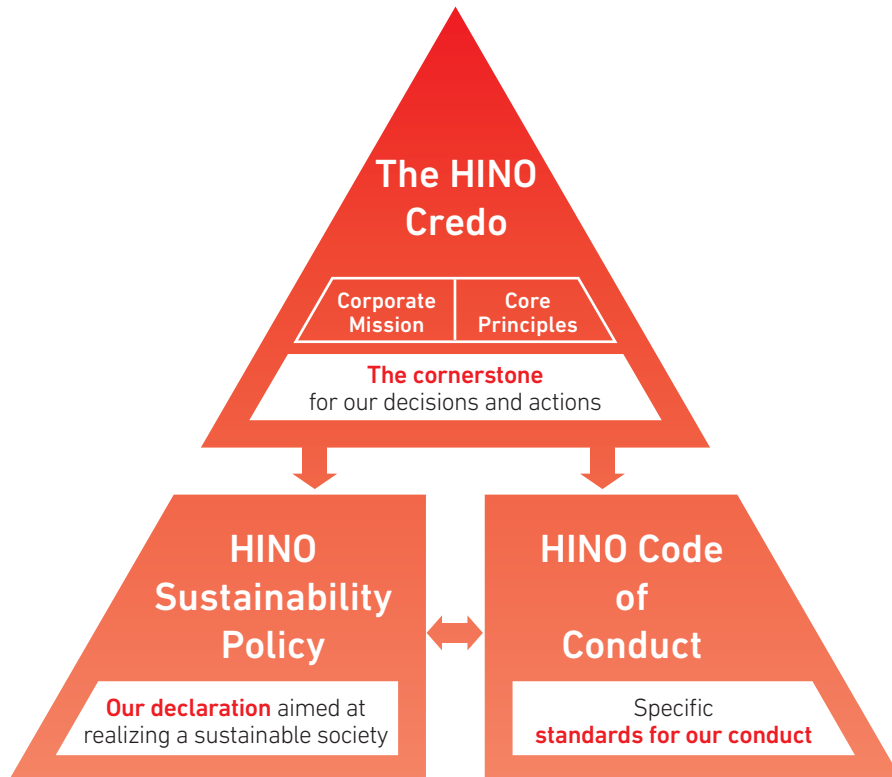 The HINO
Credo
Corporate
Mission
Core
Principles
The cornerstone
for our decisions and actions
HINO
Sustainability
Policy
Our declaration aimed at
realizing a sustainable society
HINO Code
of
Conduct
Specific
standards for our conduct